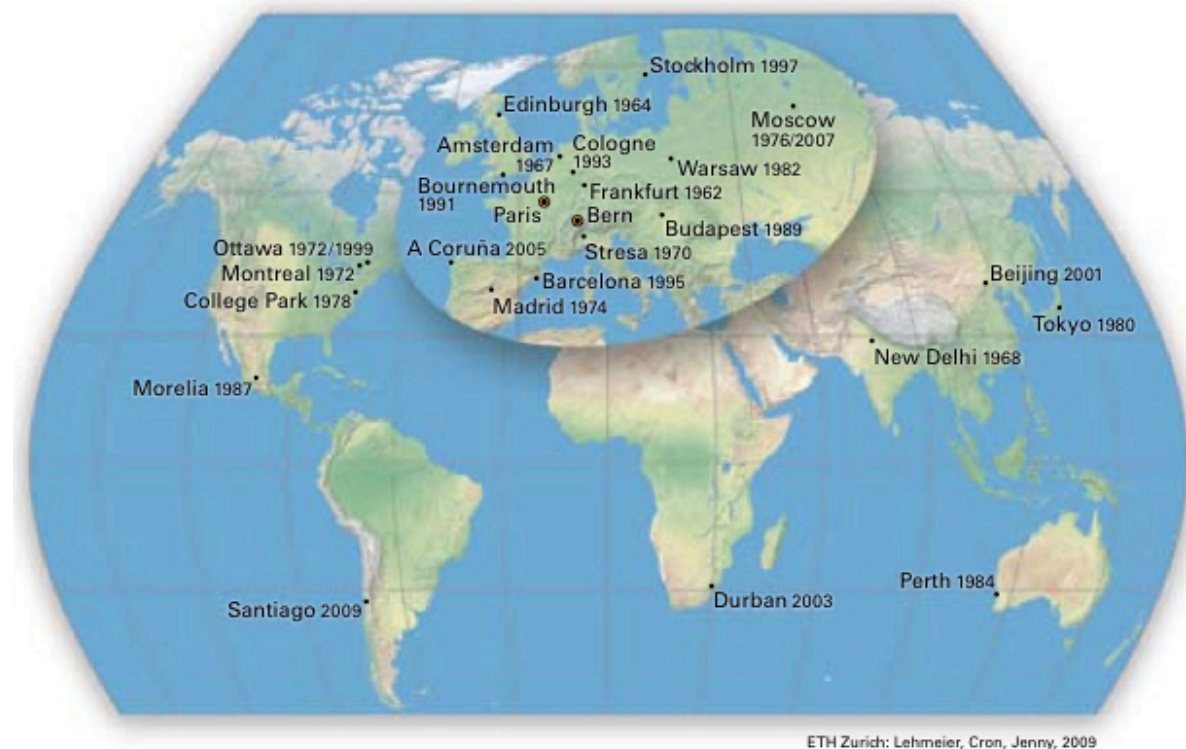 Stockholm 1997
Edinburgh 1964
Moscow
1976/2007
Amsterdam
1967
Cologne
1993
Warsaw 1982
Bournemouth
1991
Frankfurt 1962
Paris
Bern
Budapest 1989
A Coruña 2005
Stresa 1970
Ottawa 1972/1999
Montreal 1972
College Park 1978
Barcelona 1995
Madrid 1974
Beijing 2001
Tokyo 1980
New Delhi 1968
Morelia 1987
Perth 1984
Durban 2003
Santiago 2009
ETH Zurich: Lehmeier, Cron, Jenny, 2009